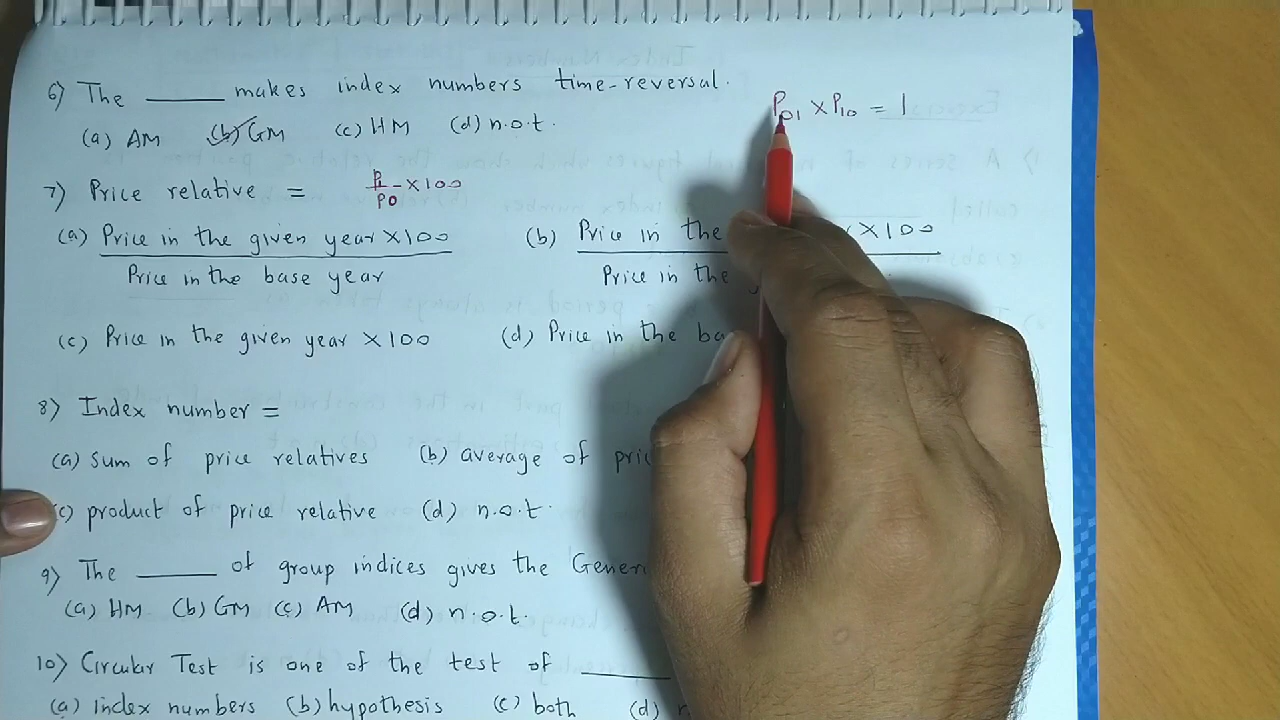 6) The ______ makes index numbers time-reversal.
P01 × P10 = 1
(a) AM (b) GM (c) HM (d) n.o.t.
7) Price relative = P1/P0 × 100
(a) Price in the given year × 100 (b) Price in the × 100
Price in the base year Price in the
(c) Price in the given year × 100 (d) Price in the
8) Index number =
(a) sum of price relatives (b) average of
(c) product of price relative (d) n.o.t.
9) The ______ of group indices gives the
(a) HM (b) GM (c) AM (d) n.o.t.
10) Circular Test is one of the test of ______
(a) index numbers (b) hypothesis (c) both (d)